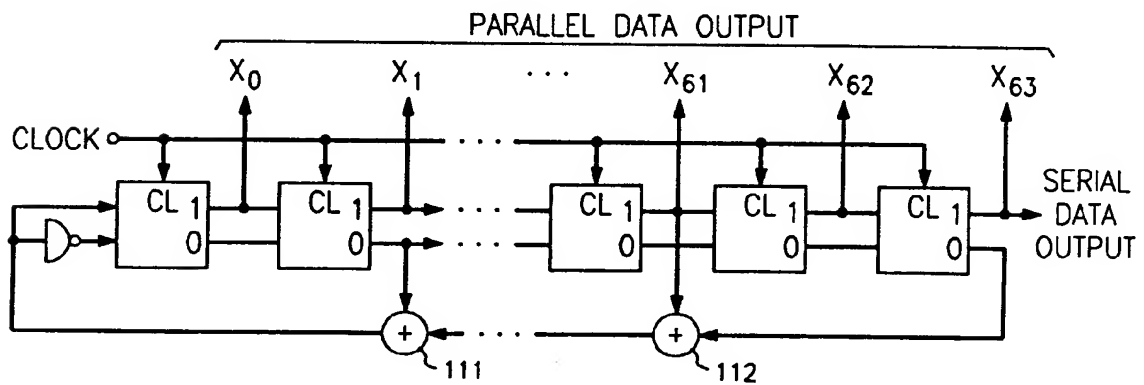 PARALLEL DATA OUTPUT
X0 X1 ... X61 X62 X63
CLOCK
CL 1 CL 1 CL 1 CL 1 CL 1
0 0 0 0 0
SERIAL
DATA
OUTPUT
+ +
111 112